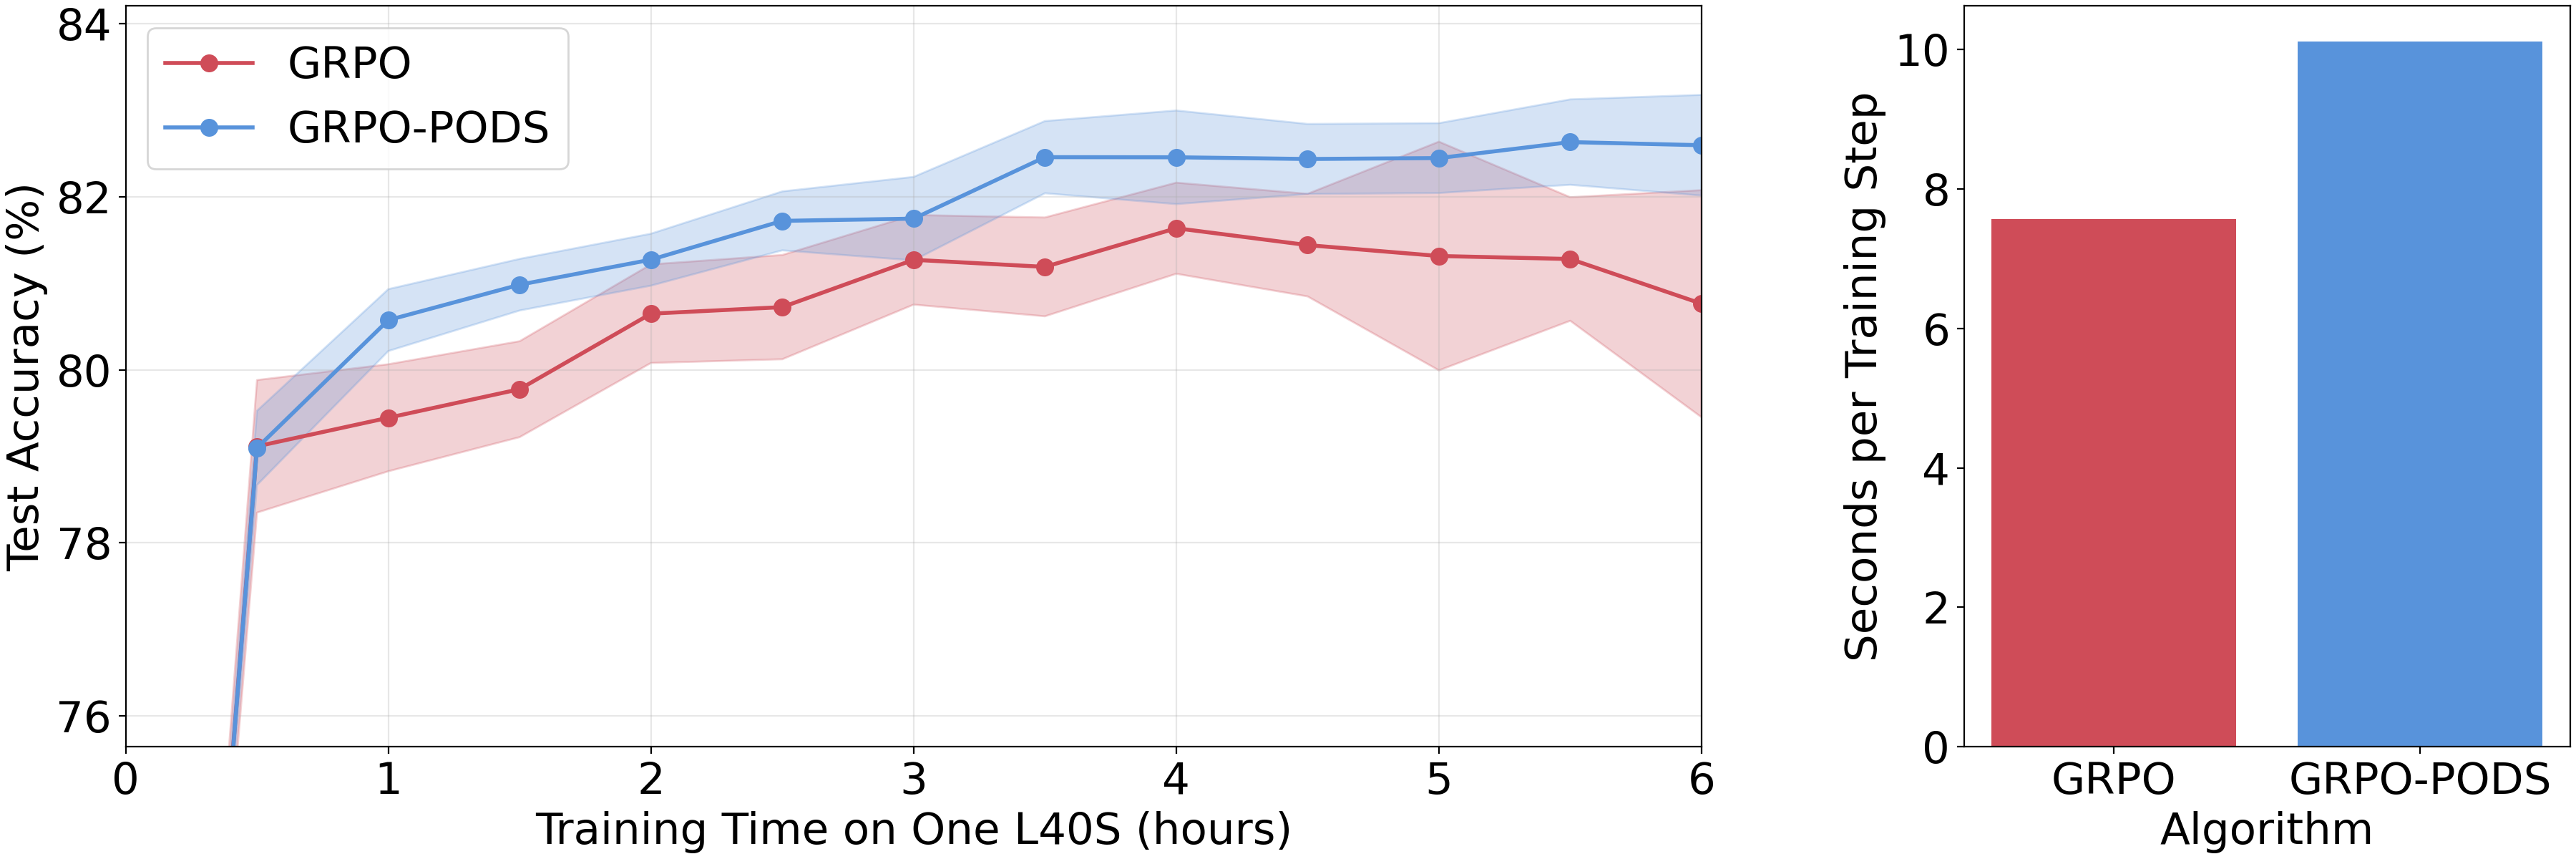 84
82
80
78
76
Test Accuracy (%)
GRPO
GRPO-PODS
0 1 2 3 4 5 6
Training Time on One L40S (hours)
10
8
6
4
2
0
Seconds per Training Step
GRPO GRPO-PODS
Algorithm